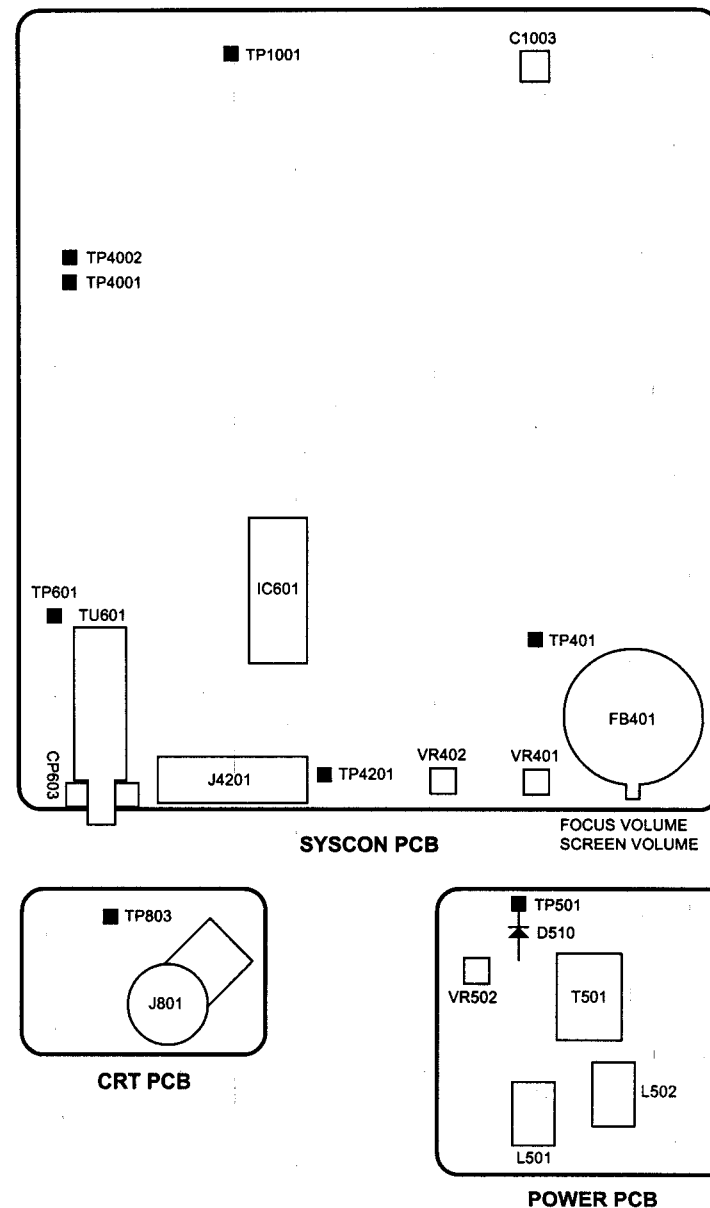 C1003
TP1001
TP4002
TP4001
IC601
TP601
TU601
TP401
FB401
CP603
J4201
TP4201
VR402
VR401
FOCUS VOLUME
SCREEN VOLUME
SYSCON PCB
TP803
J801
CRT PCB
TP501
D510
VR502
T501
L502
L501
POWER PCB